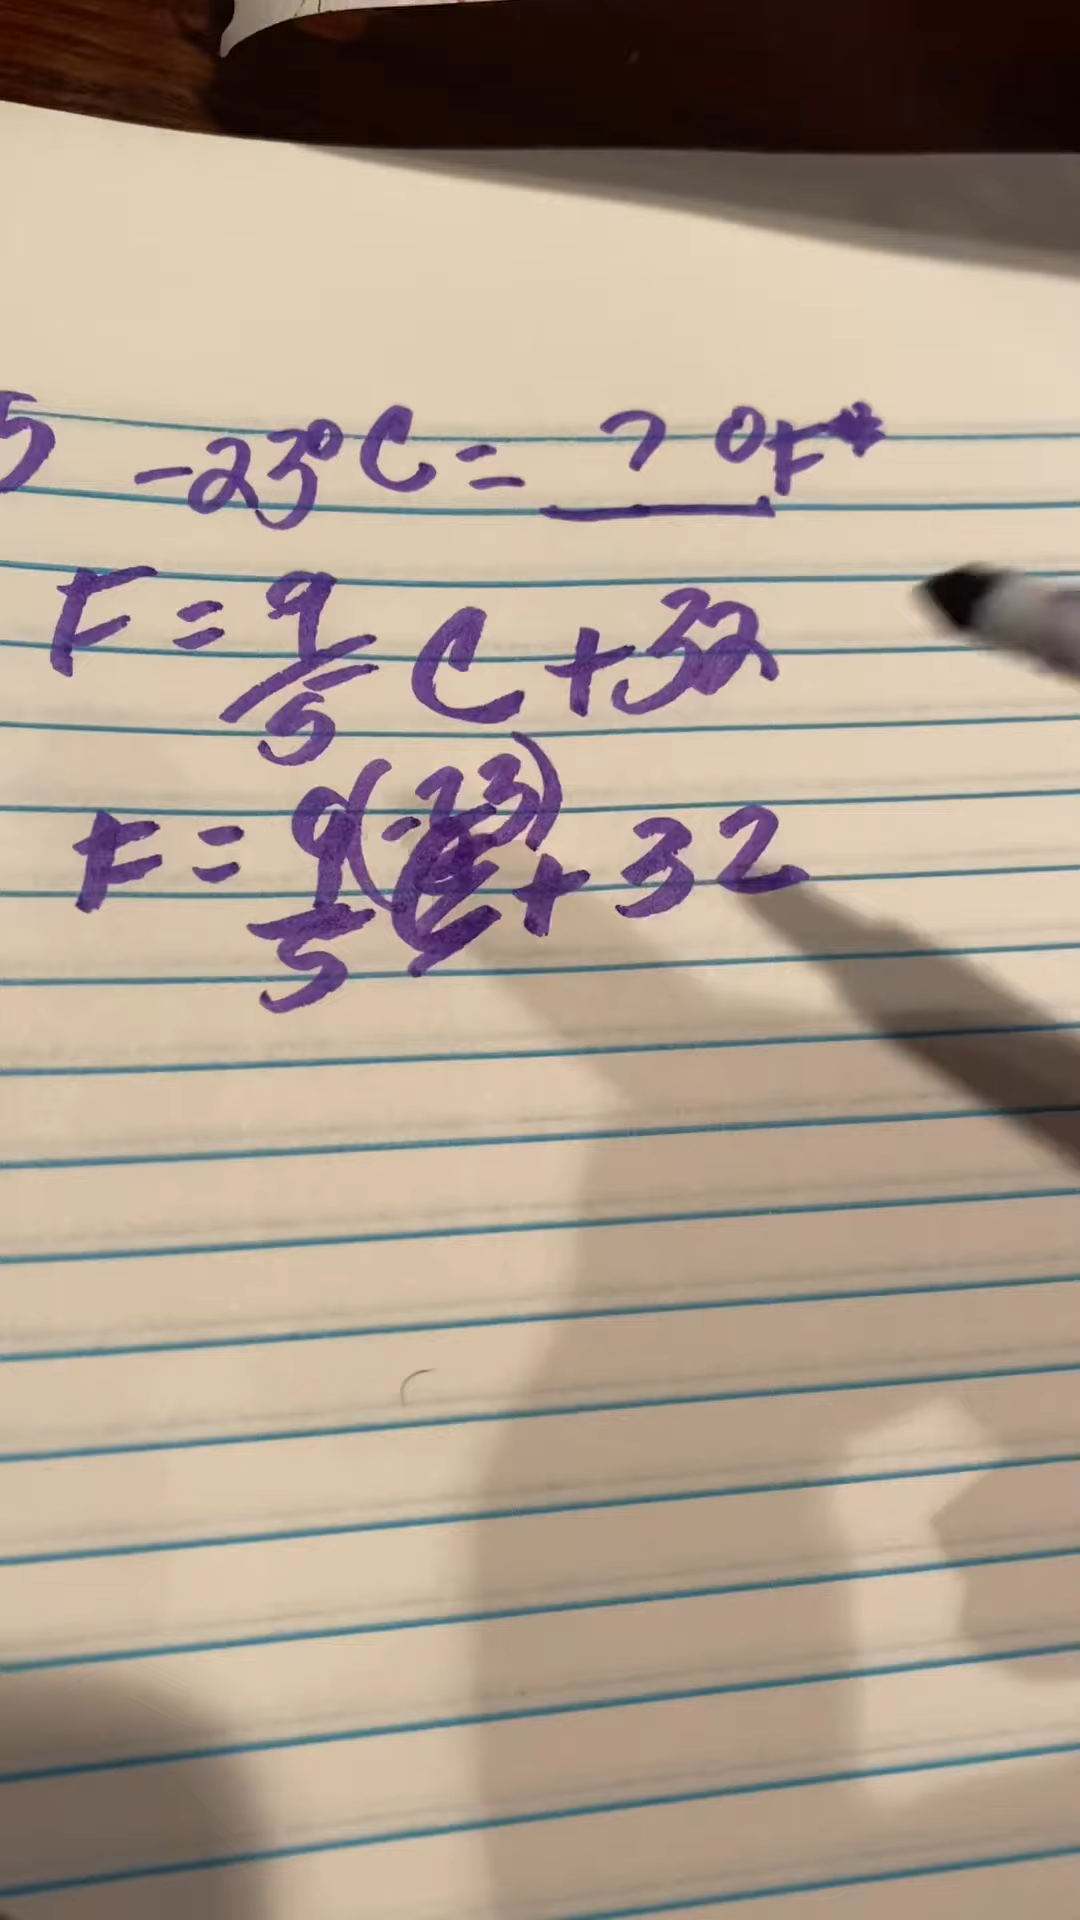 5 -23°C = ? °F*
F = 9/5 C + 32
F = 9(-23)/5 + 32